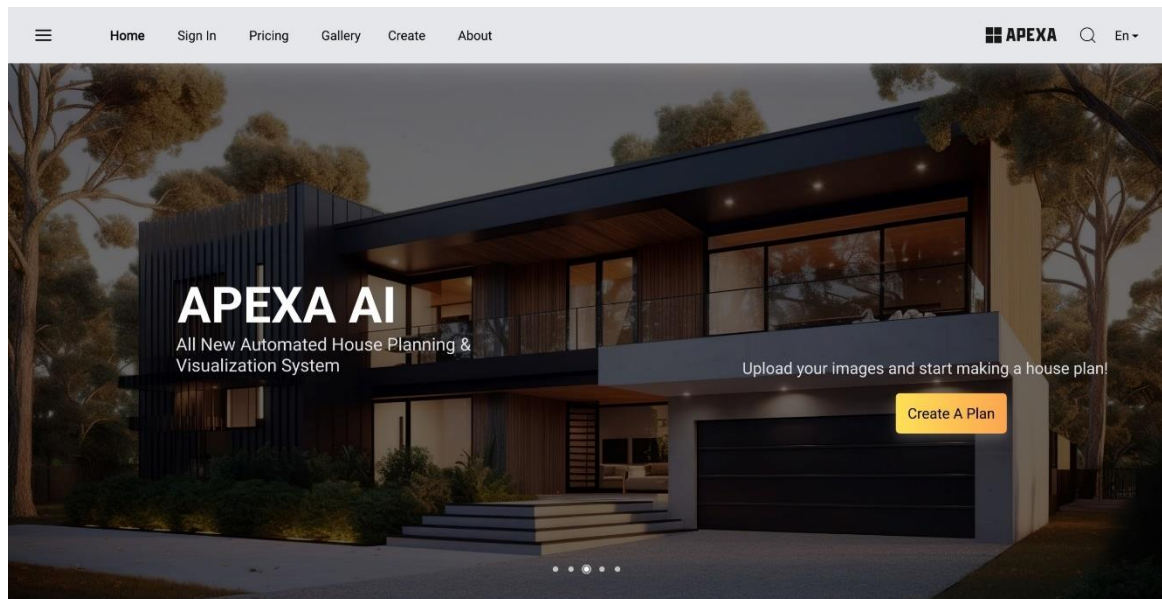 Home Sign In Pricing Gallery Create About APEXA En
APEXA AI
All New Automated House Planning &
Visualization System
Upload your images and start making a house plan!
Create A Plan